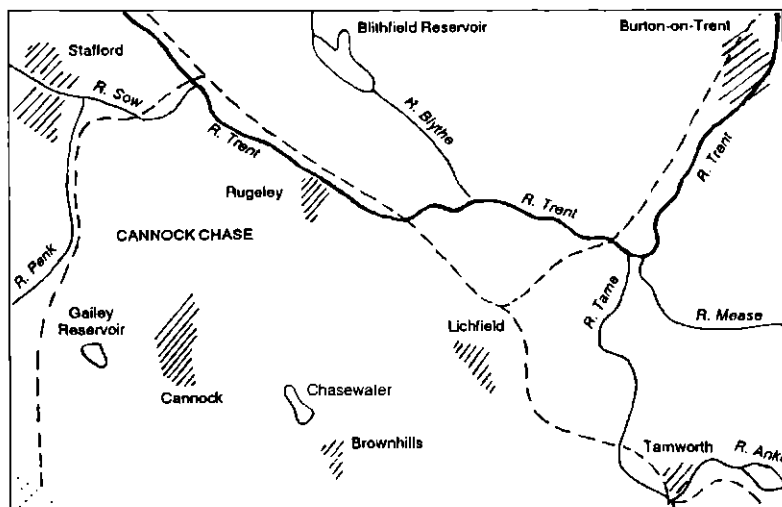 Blithfield Reservoir
Burton-on-Trent
Stafford
R. Sow
R. Blythe
R. Trent
R. Trent
Rugeley
R. Trent
CANNOCK CHASE
R. Penk
Gailey
Reservoir
R. Tame
R. Mease
Lichfield
Cannock
Chasewater
Brownhills
Tamworth